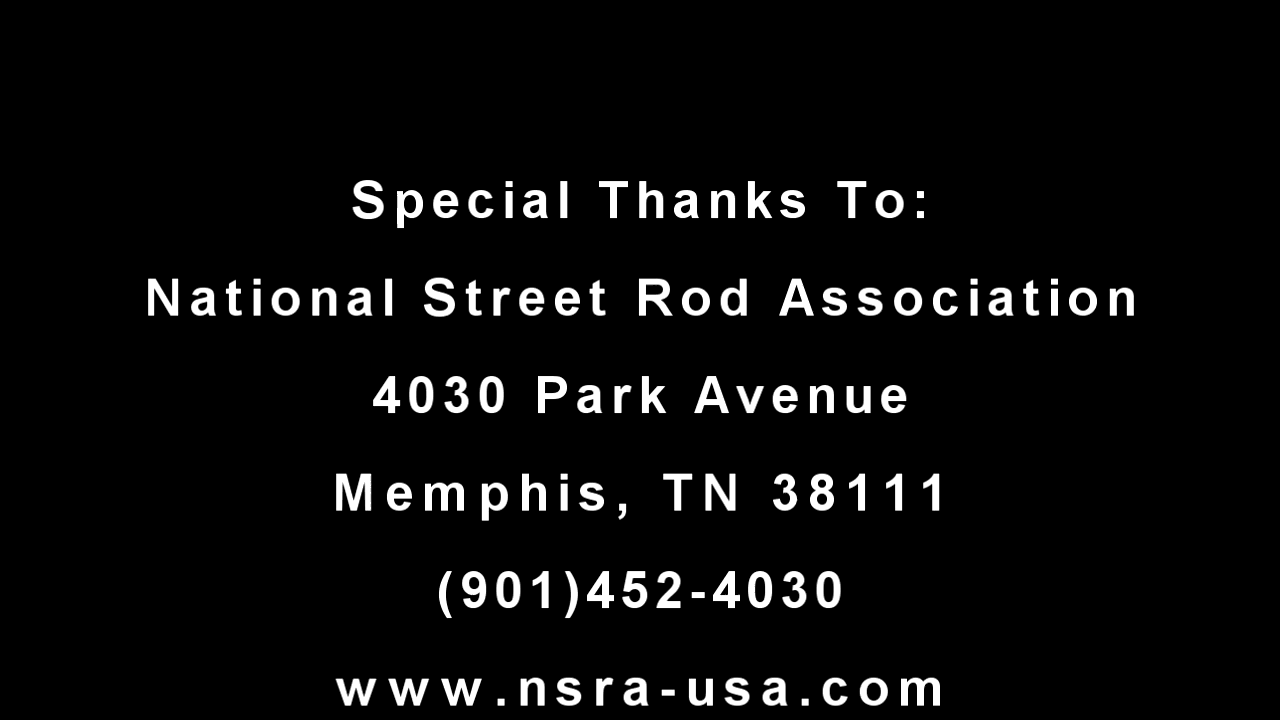 Special Thanks To:
National Street Rod Association
4030 Park Avenue
Memphis, TN 38111
(901)452-4030
www.nsra-usa.com